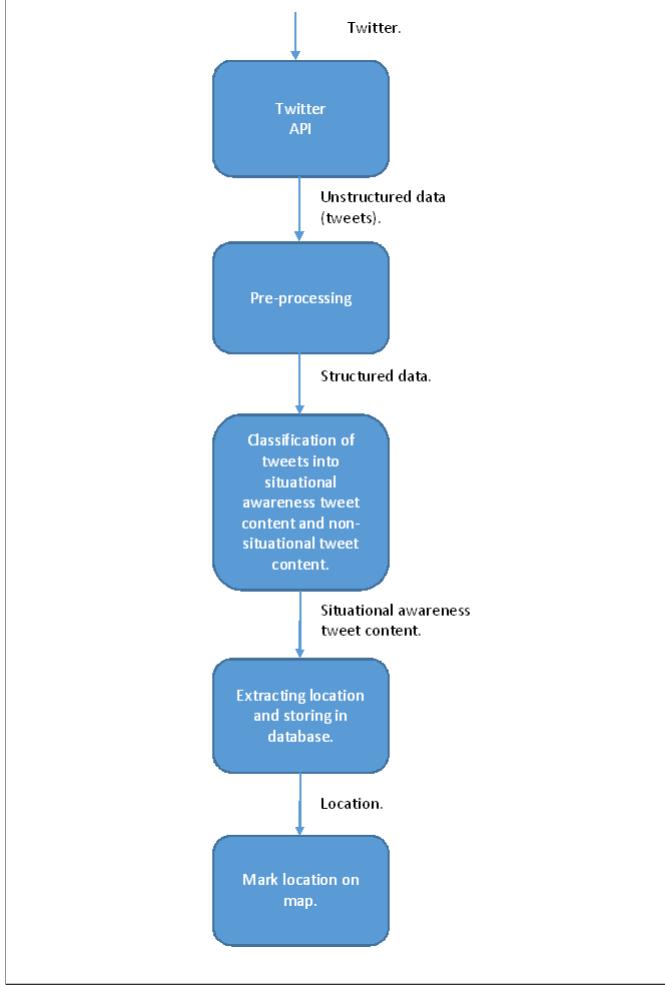 Twitter.
Twitter
API
Unstructured data
(tweets).
Pre-processing
Structured data.
Classification of
tweets into
situational
awareness tweet
content and non-
situational tweet
content.
Situational awareness
tweet content.
Extracting location
and storing in
database.
Location.
Mark location on
map.